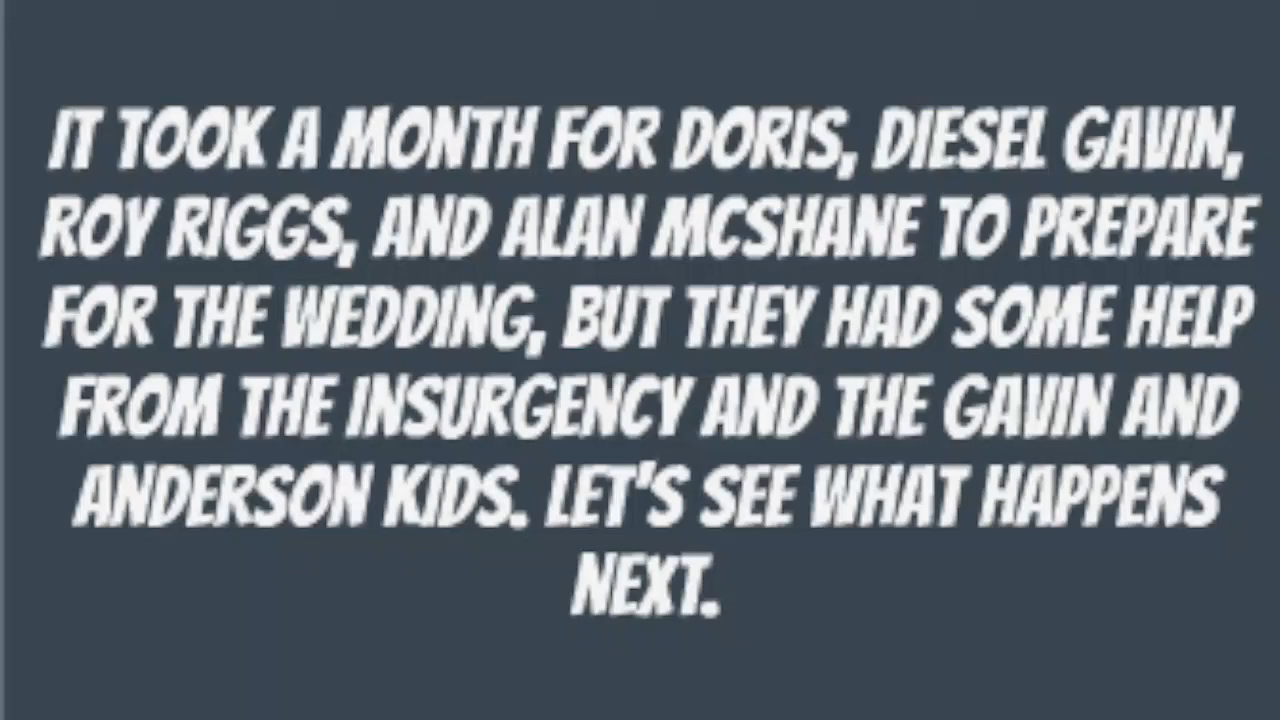 IT TOOK A MONTH FOR DORIS, DIESEL GAVIN,
ROY RIGGS, AND ALAN MCSHANE TO PREPARE
FOR THE WEDDING, BUT THEY HAD SOME HELP
FROM THE INSURGENCY AND THE GAVIN AND
ANDERSON KIDS. LET'S SEE WHAT HAPPENS
NEXT.